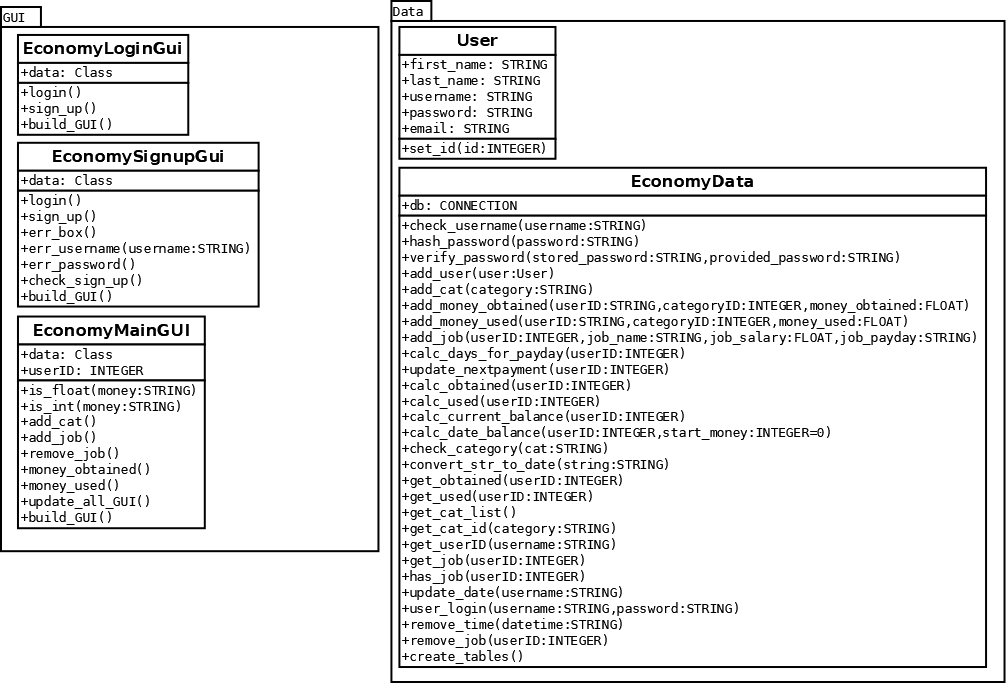 GUI
EconomyLoginGui
+data: Class
+login()
+sign_up()
+build_GUI()
EconomySignupGui
+data: Class
+login()
+sign_up()
+err_box()
+err_username(username:STRING)
+err_password()
+check_sign_up()
+build_GUI()
EconomyMainGUI
+data: Class
+userID: INTEGER
+is_float(money:STRING)
+is_int(money:STRING)
+add_cat()
+add_job()
+remove_job()
+money_obtained()
+money_used()
+update_all_GUI()
+build_GUI()
Data
User
+first_name: STRING
+last_name: STRING
+username: STRING
+password: STRING
+email: STRING
+set_id(id:INTEGER)
EconomyData
+db: CONNECTION
+check_username(username:STRING)
+hash_password(password:STRING)
+verify_password(stored_password:STRING,provided_password:STRING)
+add_user(user:User)
+add_cat(category:STRING)
+add_money_obtained(userID:STRING,categoryID:INTEGER,money_obtained:FLOAT)
+add_money_used(userID:STRING,categoryID:INTEGER,money_used:FLOAT)
+add_job(userID:INTEGER,job_name:STRING,job_salary:FLOAT,job_payday:STRING)
+calc_days_for_payday(userID:INTEGER)
+update_nextpayment(userID:INTEGER)
+calc_obtained(userID:INTEGER)
+calc_used(userID:INTEGER)
+calc_current_balance(userID:INTEGER)
+calc_date_balance(userID:INTEGER,start_money:INTEGER=0)
+check_category(cat:STRING)
+convert_str_to_date(string:STRING)
+get_obtained(userID:INTEGER)
+get_used(userID:INTEGER)
+get_cat_list()
+get_cat_id(category:STRING)
+get_userID(username:STRING)
+get_job(userID:INTEGER)
+has_job(userID:INTEGER)
+update_date(username:STRING)
+user_login(username:STRING,password:STRING)
+remove_time(datetime:STRING)
+remove_job(userID:INTEGER)
+create_tables()